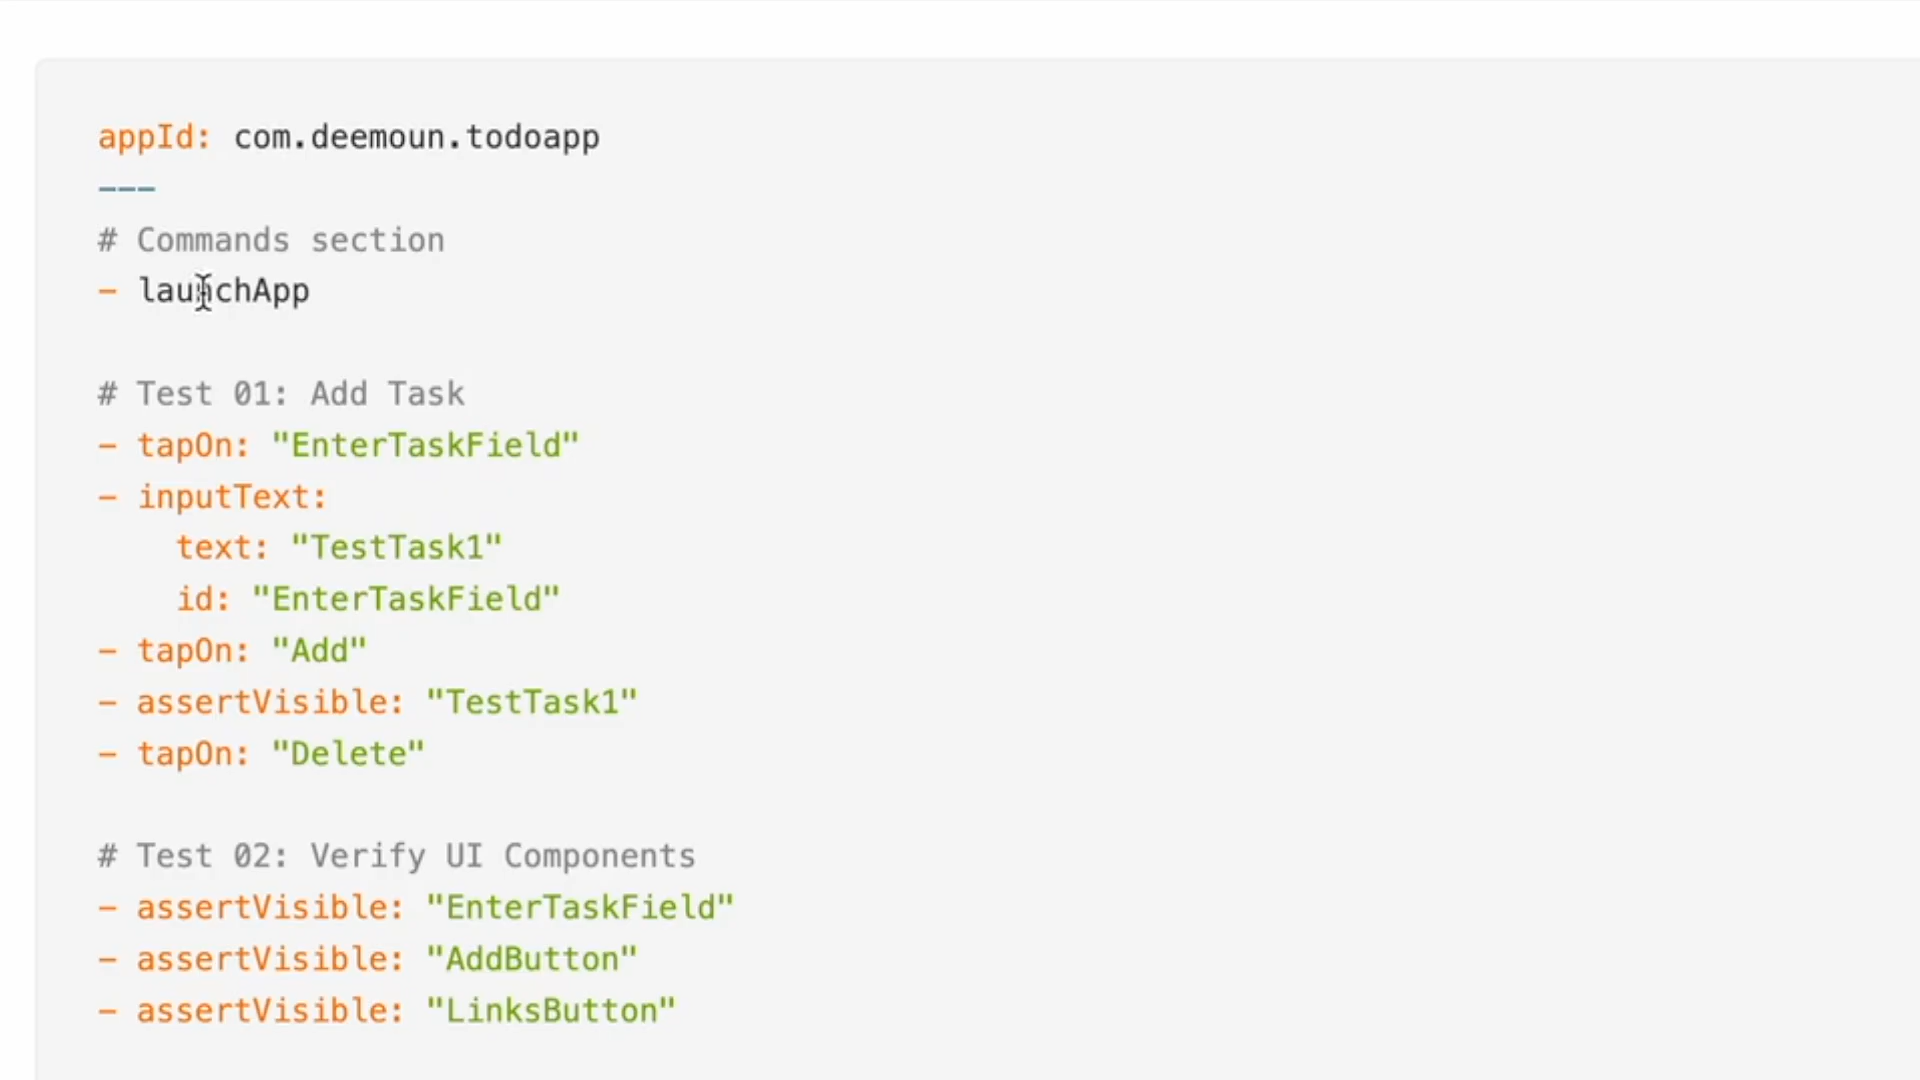 appId: com.deemoun.todoapp
---
# Commands section
- launchApp
# Test 01: Add Task
- tapOn: "EnterTaskField"
- inputText:
text: "TestTask1"
id: "EnterTaskField"
- tapOn: "Add"
- assertVisible: "TestTask1"
- tapOn: "Delete"
# Test 02: Verify UI Components
- assertVisible: "EnterTaskField"
- assertVisible: "AddButton"
- assertVisible: "LinksButton"